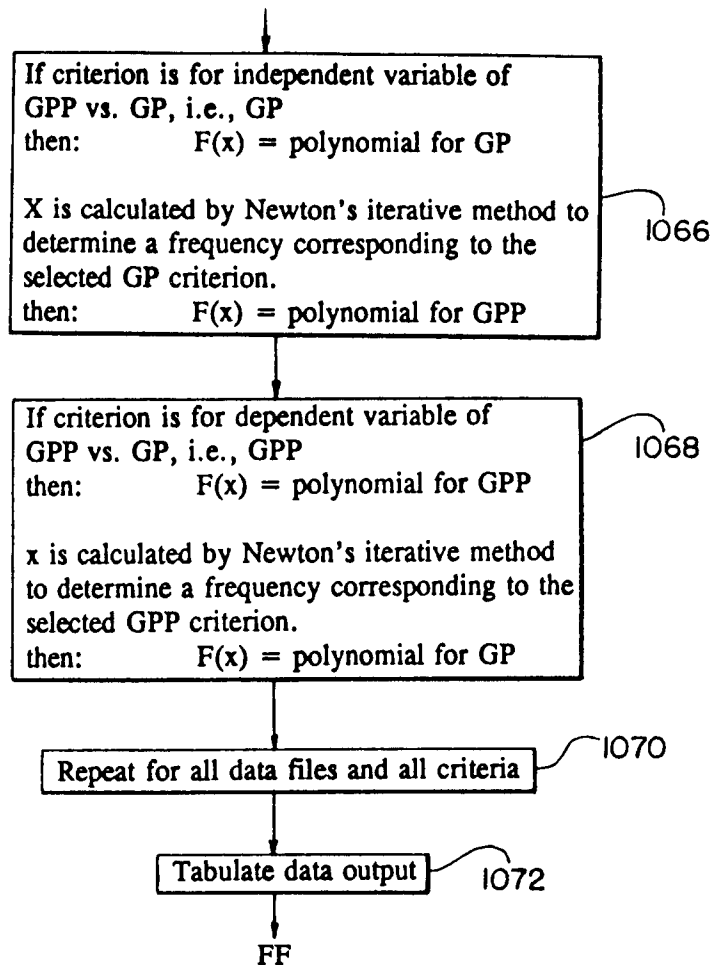 If criterion is for independent variable of
GPP vs. GP, i.e., GP
then: F(x) = polynomial for GP
X is calculated by Newton's iterative method to
determine a frequency corresponding to the
selected GP criterion.
then: F(x) = polynomial for GPP
1066
If criterion is for dependent variable of
GPP vs. GP, i.e., GPP
then: F(x) = polynomial for GPP
x is calculated by Newton's iterative method
to determine a frequency corresponding to the
selected GPP criterion.
then: F(x) = polynomial for GP
1068
Repeat for all data files and all criteria
1070
Tabulate data output
1072
FF